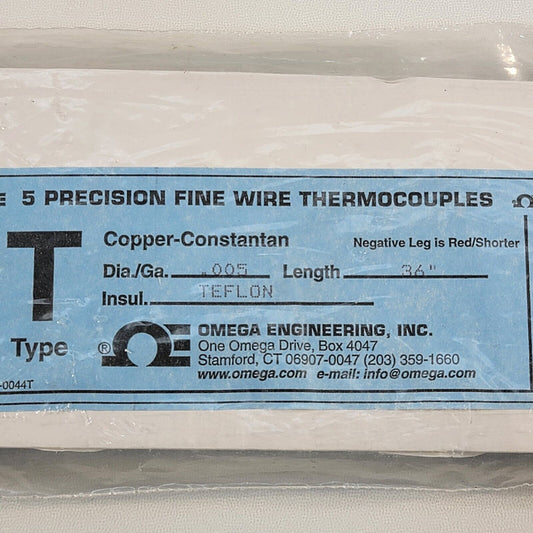 E 5 PRECISION FINE WIRE THERMOCOUPLES
T
Type
Copper-Constantan Negative Leg is Red/Shorter
Dia./Ga. .005 Length 36"
Insul. TEFLON
® OMEGA ENGINEERING, INC.
One Omega Drive, Box 4047
Stamford, CT 06907-0047 (203) 359-1660
www.omega.com e-mail: info@omega.com
-0044T